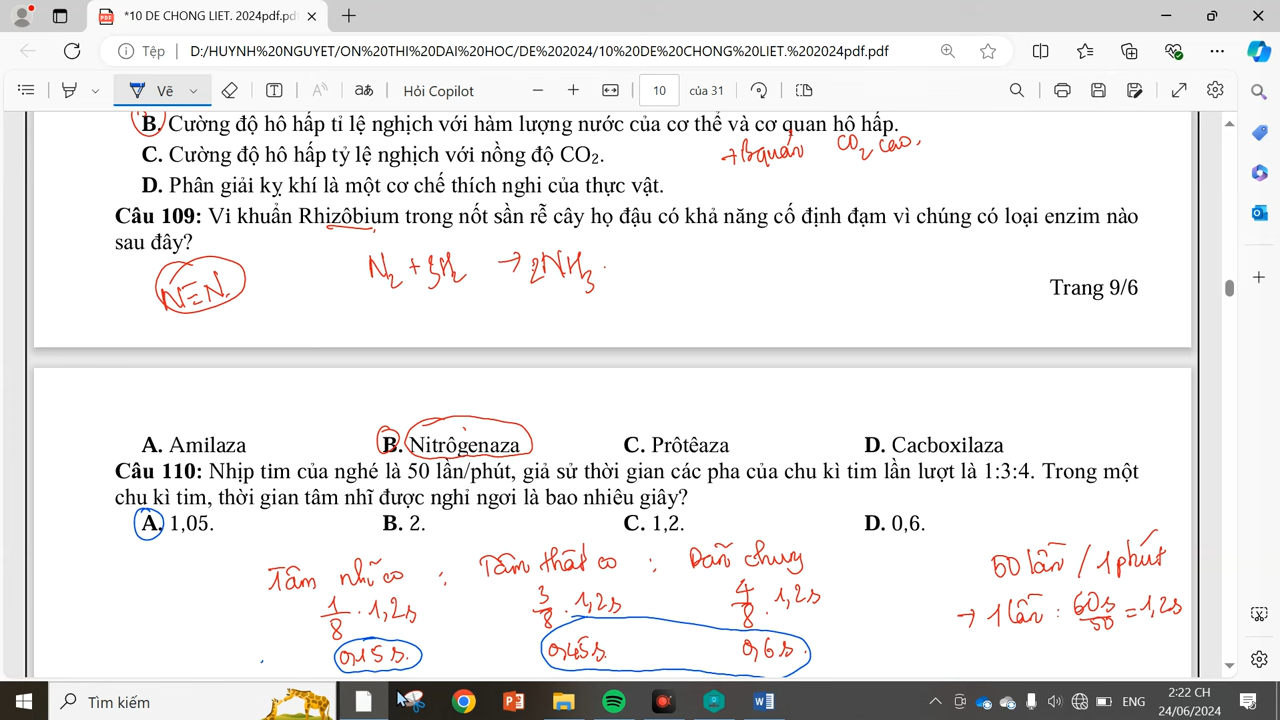 *10 DE CHONG LIET. 2024pdf.pdf
Tệp D:/HUYNH%20NGUYET/ON%20THI%20DAI%20HOC/DE%202024/10%20DE%20CHONG%20LIET.%202024pdf.pdf
Vẽ aあ Hỏi Copilot 10 của 31
B. Cường độ hô hấp tỉ lệ nghịch với hàm lượng nước của cơ thể và cơ quan hô hấp.
→ Bquản CO2 cao.
C. Cường độ hô hấp tỷ lệ nghịch với nồng độ CO₂.
D. Phân giải kỵ khí là một cơ chế thích nghi của thực vật.
Câu 109: Vi khuẩn Rhizôbium trong nốt sần rễ cây họ đậu có khả năng cố định đạm vì chúng có loại enzim nào
sau đây?
N≡N. N2 + 3H2 → 2NH3.
Trang 9/6
A. Amilaza B. Nitrôgenaza C. Prôtêaza D. Cacboxilaza
Câu 110: Nhịp tim của nghé là 50 lần/phút, giả sử thời gian các pha của chu kì tim lần lượt là 1:3:4. Trong một
chu kì tim, thời gian tâm nhĩ được nghỉ ngơi là bao nhiêu giây?
A. 1,05. B. 2. C. 1,2. D. 0,6.
Tâm nhĩ co : Tâm thất co : Dãn chung 50 lần / 1 phút
1/8 . 1,2s 3/8 . 1,2s 4/8 . 1,2s → 1 lần : 60s/50 = 1,2s
0,15 s. 0,45s. 0,6 s.
Tìm kiếm
ENG
2:22 CH
24/06/2024